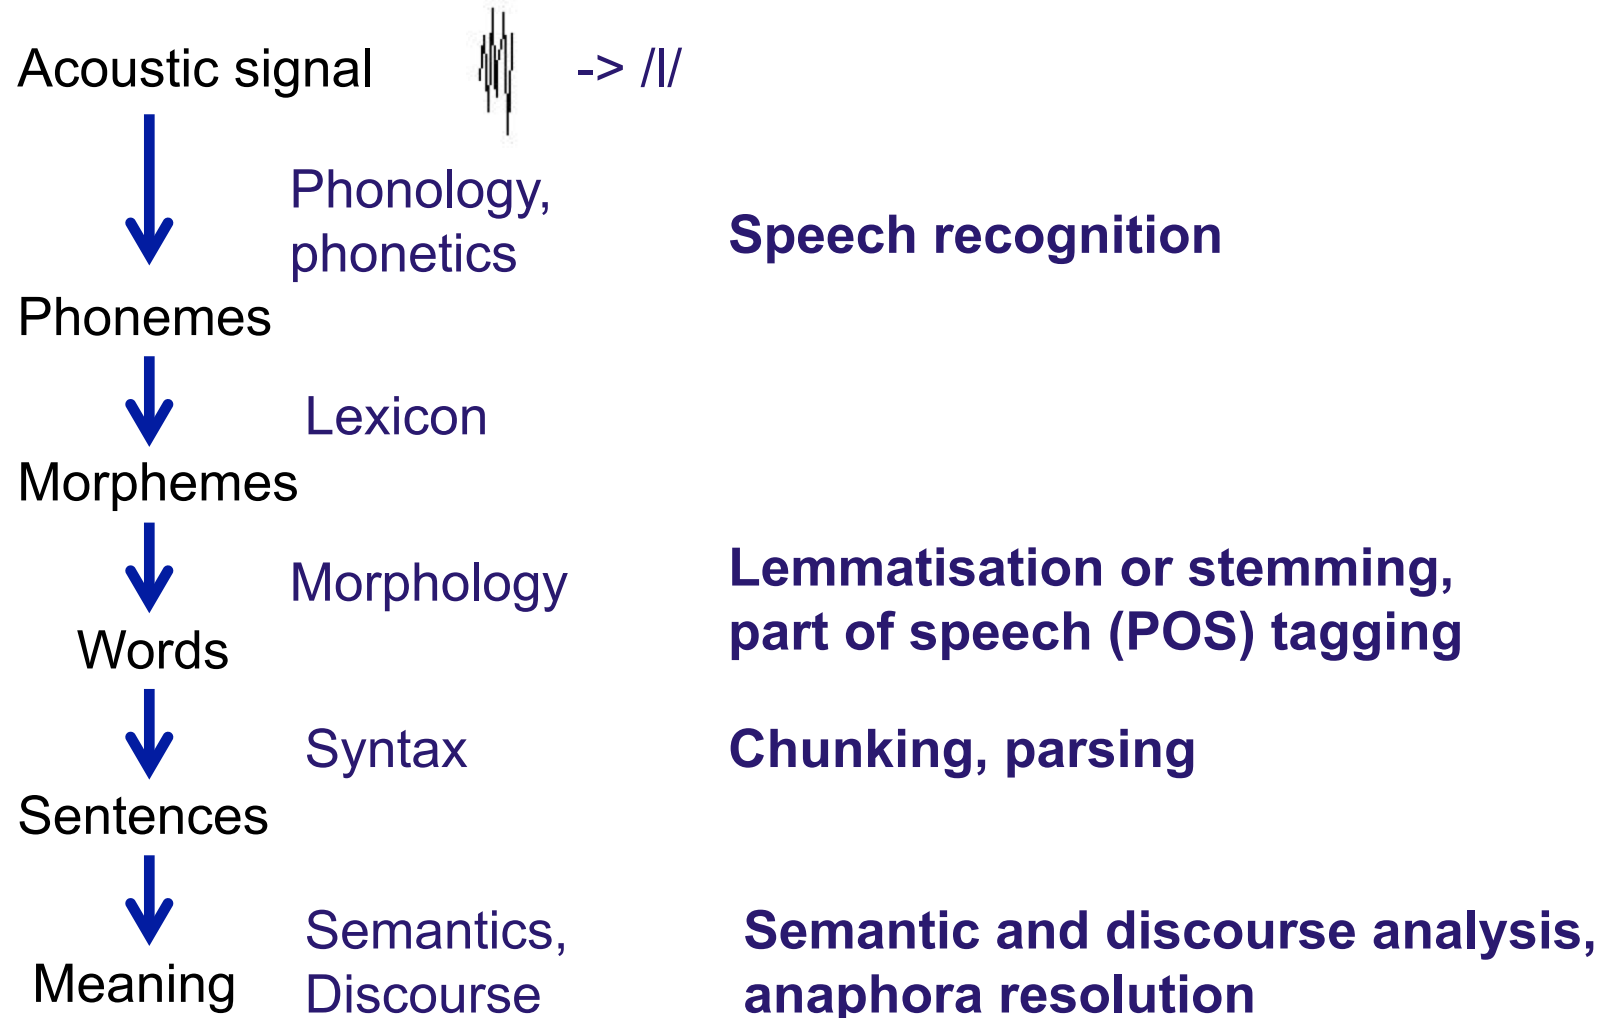 Acoustic signal -> /l/
Phonology,
phonetics
Speech recognition
Phonemes
Lexicon
Morphemes
Morphology
Lemmatisation or stemming,
part of speech (POS) tagging
Words
Syntax
Chunking, parsing
Sentences
Semantics,
Discourse
Semantic and discourse analysis,
anaphora resolution
Meaning